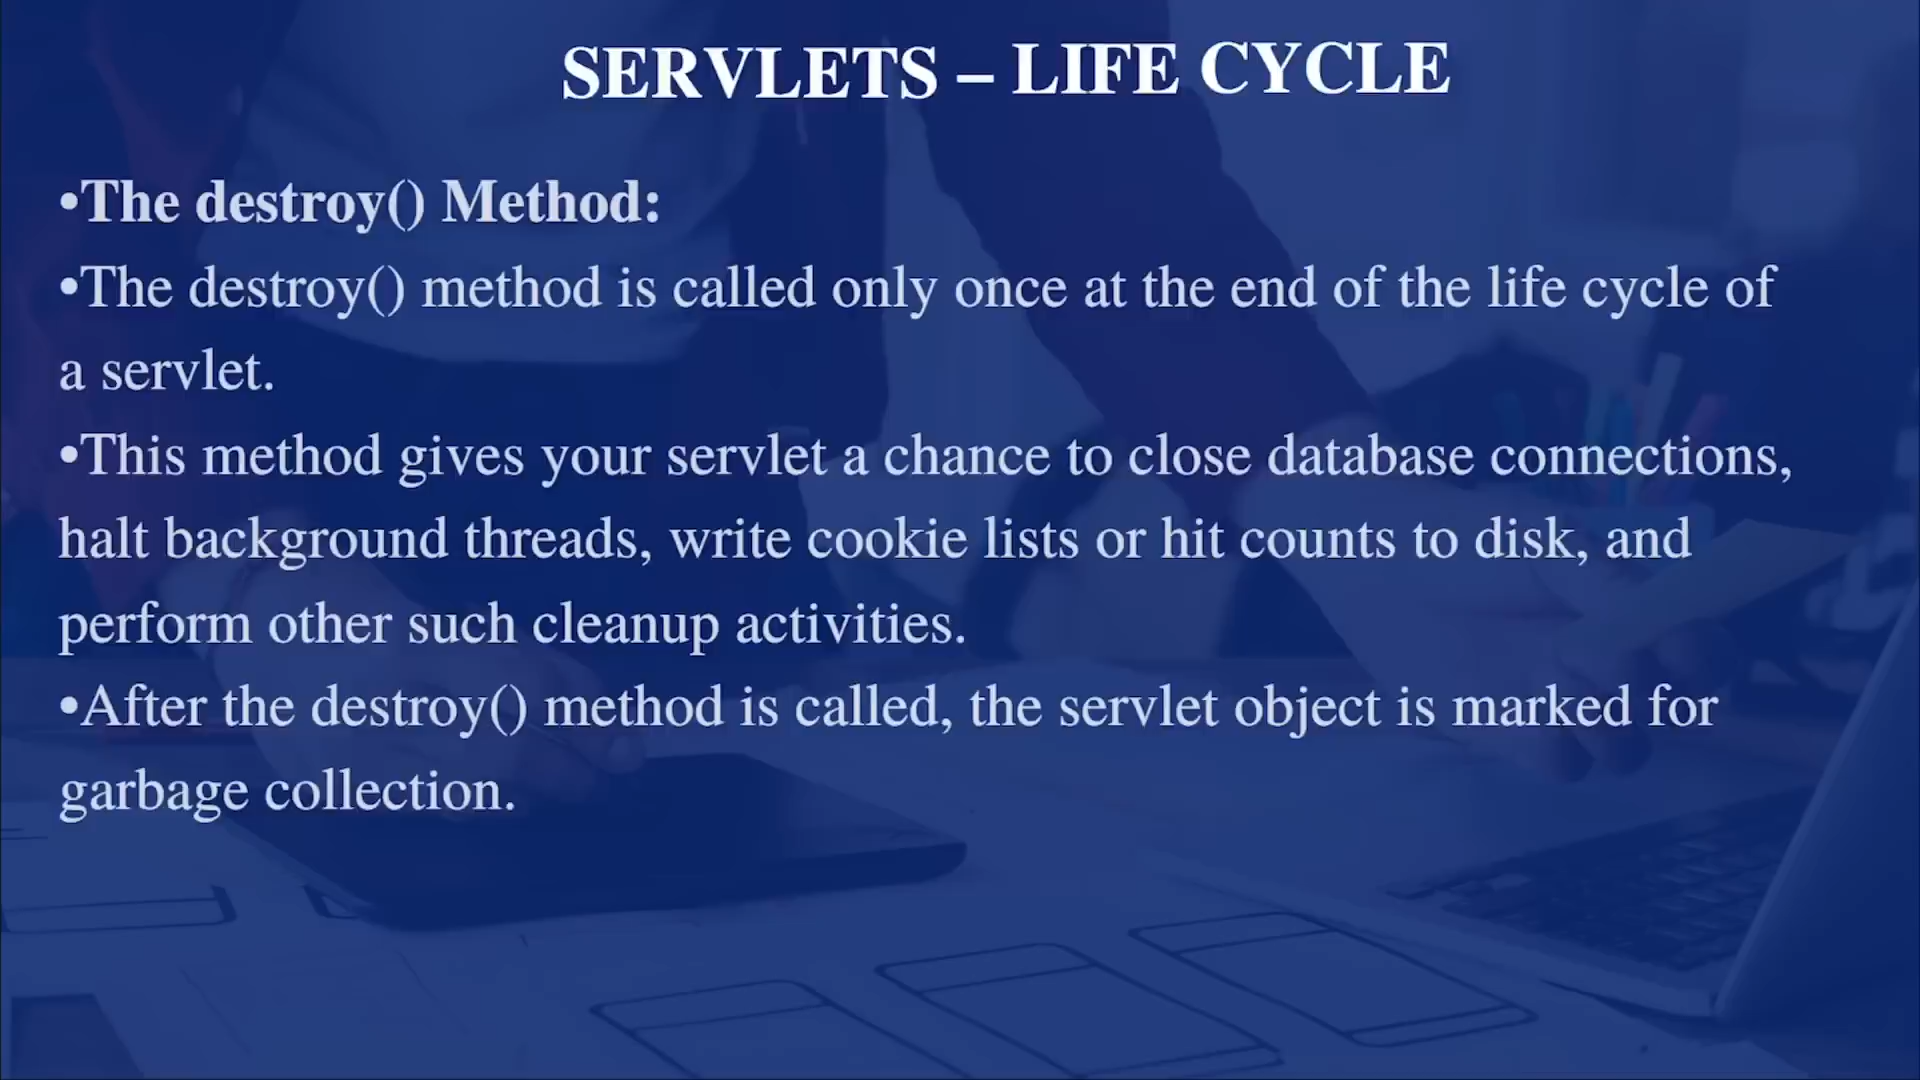 SERVLETS – LIFE CYCLE
•The destroy() Method:
•The destroy() method is called only once at the end of the life cycle of
a servlet.
•This method gives your servlet a chance to close database connections,
halt background threads, write cookie lists or hit counts to disk, and
perform other such cleanup activities.
•After the destroy() method is called, the servlet object is marked for
garbage collection.